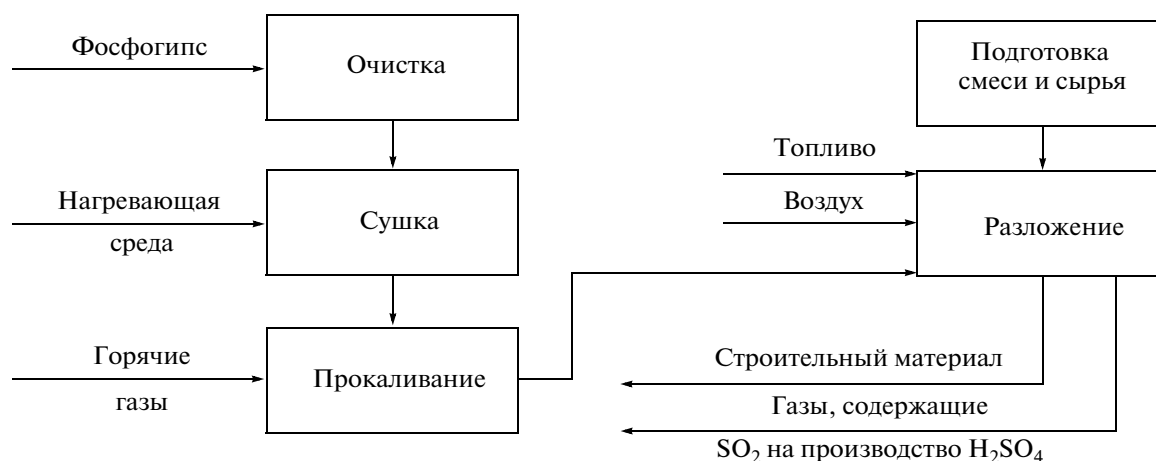 Фосфогипс
Очистка
Нагревающая
среда
Сушка
Горячие
газы
Прокаливание
Подготовка
смеси и сырья
Топливо
Воздух
Разложение
Строительный материал
Газы, содержащие
SO₂ на производство H₂SO₄